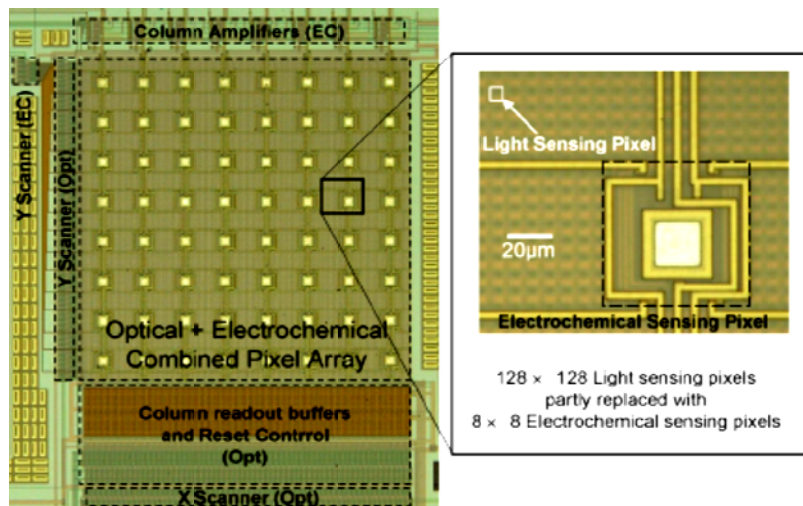 Column Amplifiers (EC)
Y Scanner (EC)
Y Scanner (Opt)
Optical + Electrochemical
Combined Pixel Array
Column readout buffers
and Reset Contrrol
(Opt)
X Scanner (Opt)
Light Sensing Pixel
20µm
Electrochemical Sensing Pixel
128 × 128 Light sensing pixels
partly replaced with
8 × 8 Electrochemical sensing pixels